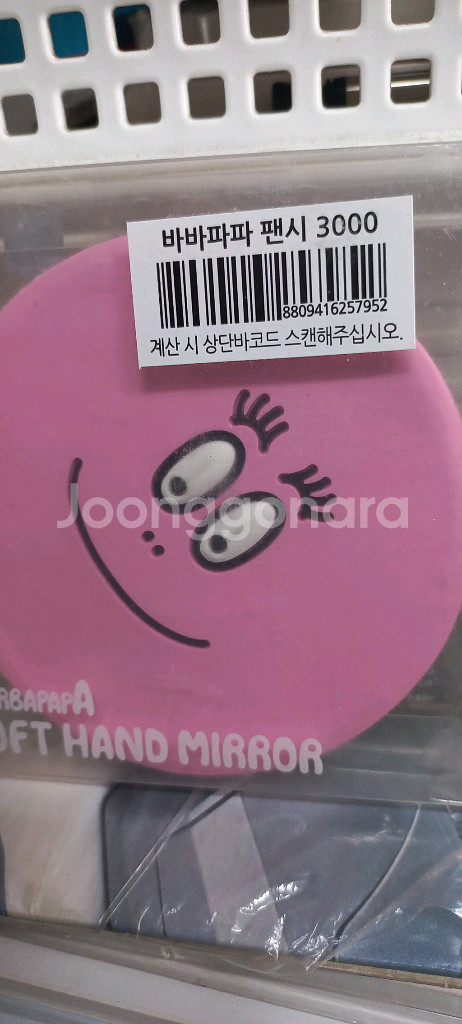 바바파파 팬시 3000
8809416257952
계산 시 상단바코드 스캔해주십시오.
Joonggonara
RBAPAPA
OFT HAND MIRROR